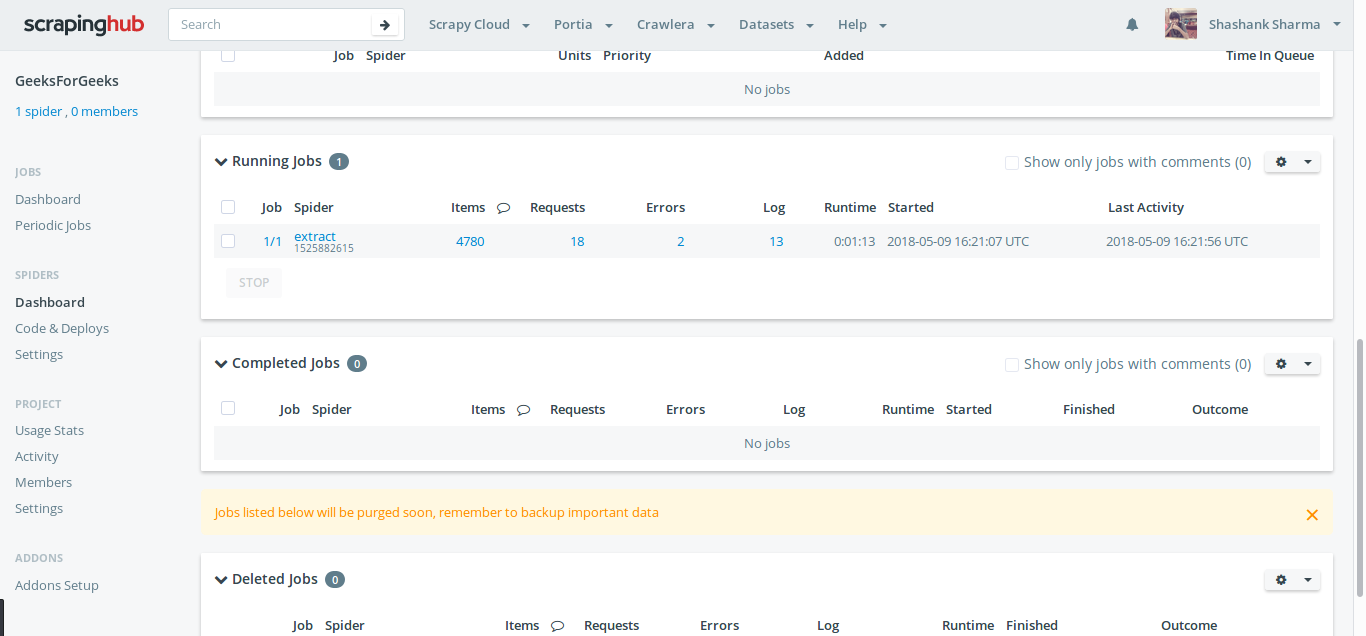 scrapinghub Search Scrapy Cloud Portia Crawlera Datasets Help Shashank Sharma
Job Spider Units Priority Added Time In Queue
No jobs
GeeksForGeeks
1 spider , 0 members
JOBS
Dashboard
Periodic Jobs
SPIDERS
Dashboard
Code & Deploys
Settings
PROJECT
Usage Stats
Activity
Members
Settings
ADDONS
Addons Setup
Running Jobs 1 Show only jobs with comments (0)
Job Spider Items Requests Errors Log Runtime Started Last Activity
1/1 extract 4780 18 2 13 0:01:13 2018-05-09 16:21:07 UTC 2018-05-09 16:21:56 UTC
1525882615
STOP
Completed Jobs 0 Show only jobs with comments (0)
Job Spider Items Requests Errors Log Runtime Started Finished Outcome
No jobs
Jobs listed below will be purged soon, remember to backup important data
Deleted Jobs 0
Job Spider Items Requests Errors Log Runtime Finished Outcome